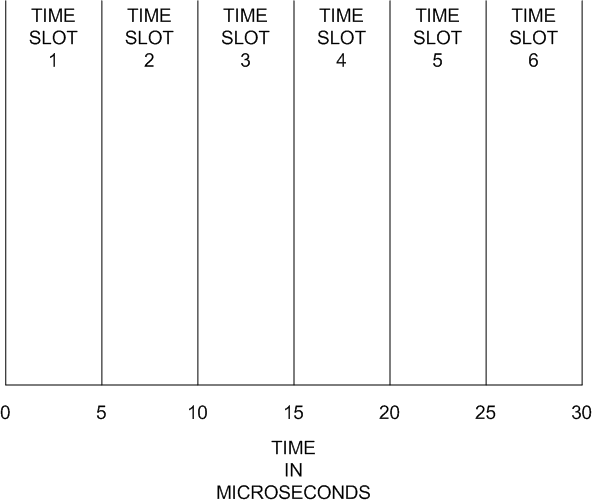 TIME SLOT 1
TIME SLOT 2
TIME SLOT 3
TIME SLOT 4
TIME SLOT 5
TIME SLOT 6
0 5 10 15 20 25 30
TIME
IN
MICROSECONDS